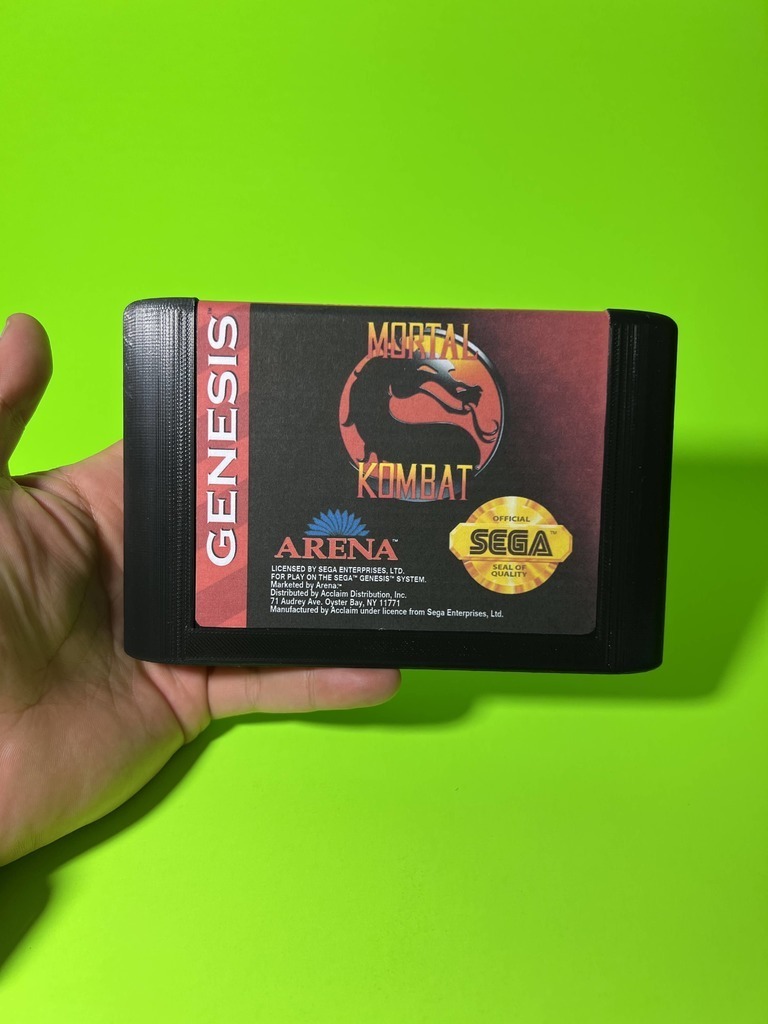 GENESIS
MORTAL
KOMBAT
ARENA™
LICENSED BY SEGA ENTERPRISES, LTD.
FOR PLAY ON THE SEGA™ GENESIS™ SYSTEM.
Marketed by Arena.™
Distributed by Acclaim Distribution, Inc.
71 Audrey Ave. Oyster Bay, NY 11771
Manufactured by Acclaim under licence from Sega Enterprises, Ltd.
OFFICIAL
SEGA™
SEAL OF
QUALITY